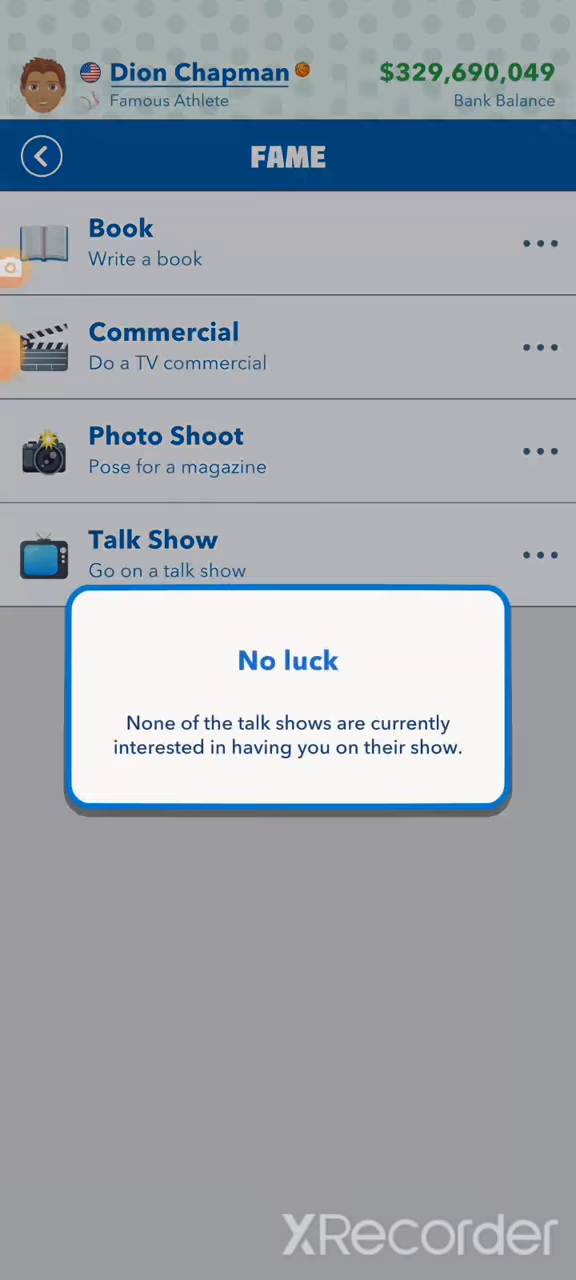 Dion Chapman
$329,690,049
Famous Athlete
Bank Balance
FAME
Book
Write a book
Commercial
Do a TV commercial
Photo Shoot
Pose for a magazine
Talk Show
Go on a talk show
No luck
None of the talk shows are currently
interested in having you on their show.
XRecorder